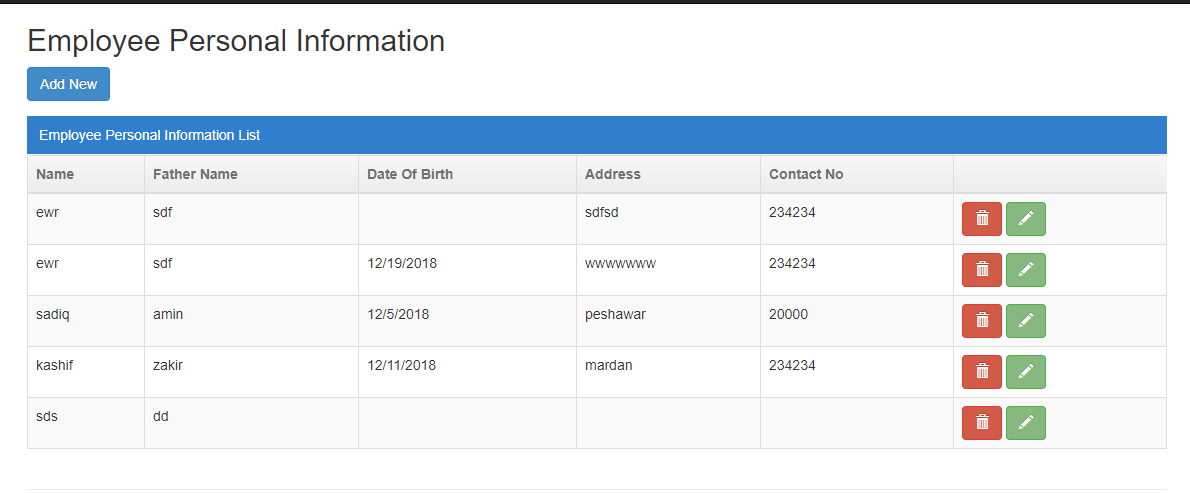 Employee Personal Information
Add New
Employee Personal Information List
Name Father Name Date Of Birth Address Contact No
ewr sdf sdfsd 234234
ewr sdf 12/19/2018 wwwwwww 234234
sadiq amin 12/5/2018 peshawar 20000
kashif zakir 12/11/2018 mardan 234234
sds dd